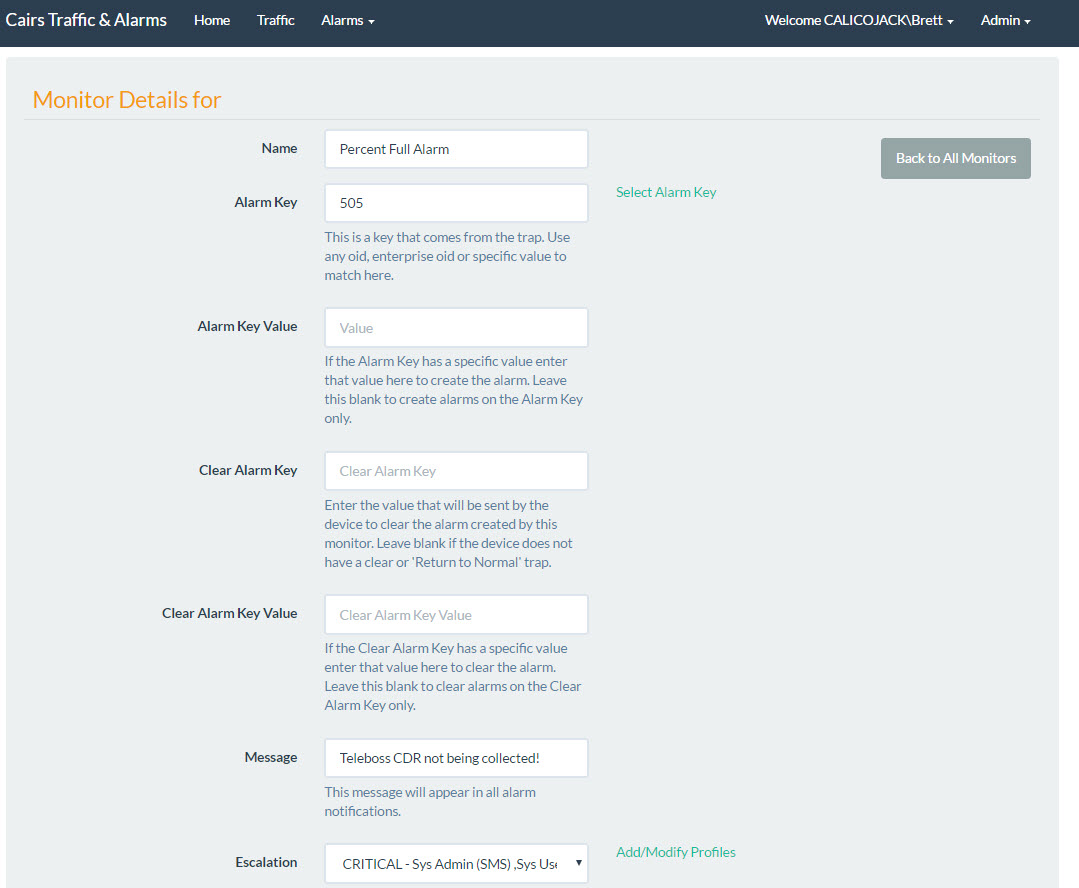 Cairs Traffic & Alarms Home Traffic Alarms Welcome CALICOJACK\Brett Admin
Monitor Details for
Name Percent Full Alarm
Back to All Monitors
Alarm Key 505 Select Alarm Key
This is a key that comes from the trap. Use
any oid, enterprise oid or specific value to
match here.
Alarm Key Value Value
If the Alarm Key has a specific value enter
that value here to create the alarm. Leave
this blank to create alarms on the Alarm Key
only.
Clear Alarm Key Clear Alarm Key
Enter the value that will be sent by the
device to clear the alarm created by this
monitor. Leave blank if the device does not
have a clear or 'Return to Normal' trap.
Clear Alarm Key Value Clear Alarm Key Value
If the Clear Alarm Key has a specific value
enter that value here to clear the alarm.
Leave this blank to clear alarms on the Clear
Alarm Key only.
Message Teleboss CDR not being collected!
This message will appear in all alarm
notifications.
Escalation CRITICAL - Sys Admin (SMS) ,Sys Use Add/Modify Profiles